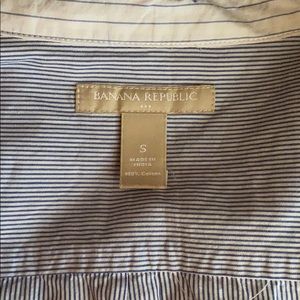 BANANA REPUBLIC
S
MADE IN
INDIA
100% Cotton